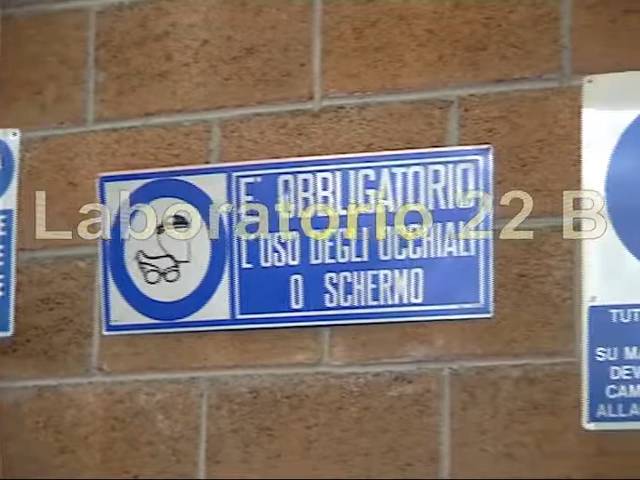 E' OBBLIGATORIO
L'USO DEGLI OCCHIALI
O SCHERMO
Laboratorio 22 B
TUT
SU MA
DEV
CAM
ALLA